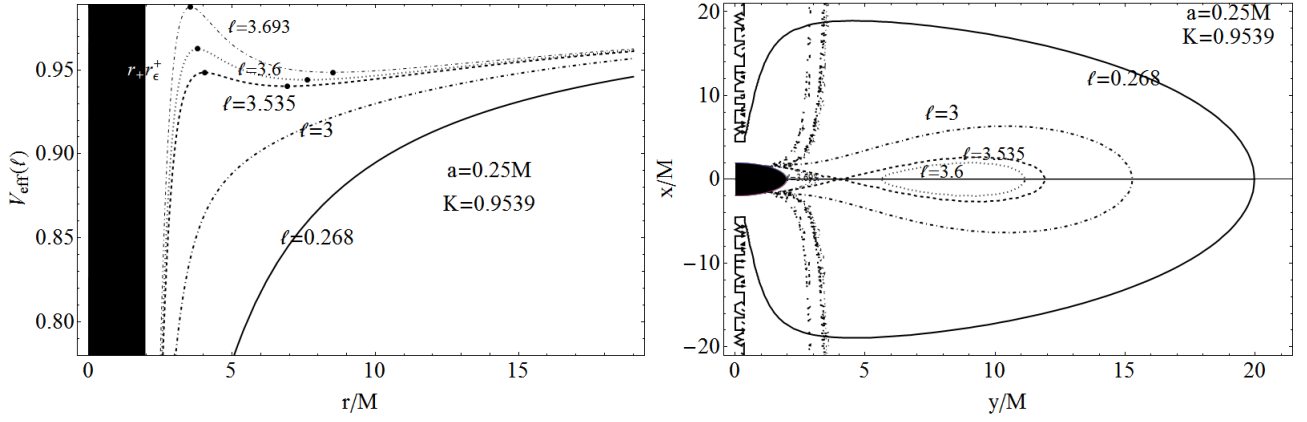 ℓ=3.693
r₊ r_ϵ^+
ℓ=3.6
ℓ=3.535
ℓ=3
ℓ=0.268
a=0.25M
K=0.9539
V_eff(ℓ)
0.95
0.90
0.85
0.80
0
5
10
15
r/M
a=0.25M
K=0.9539
ℓ=0.268
ℓ=3
ℓ=3.535
ℓ=3.6
x/M
20
10
0
−10
−20
0
5
10
15
20
y/M